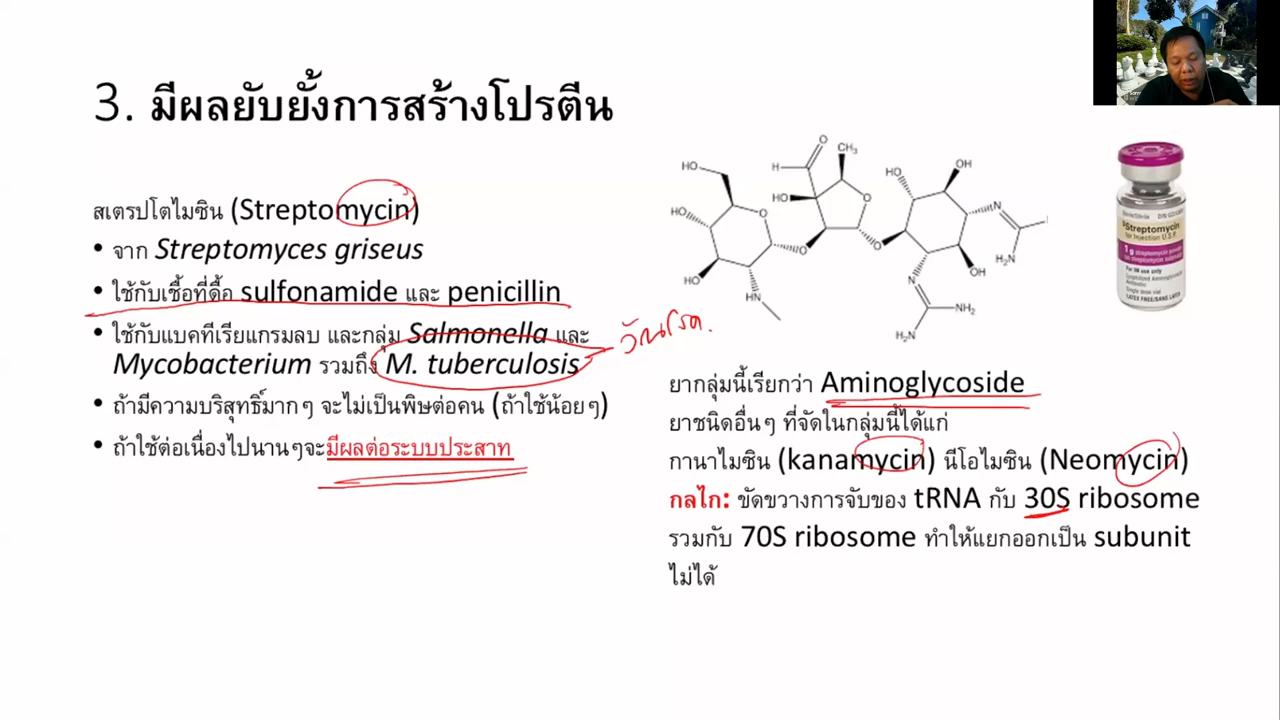 3. มีผลยับยั้งการสร้างโปรตีน
สเตรปโตไมซิน (Streptomycin)
• จาก Streptomyces griseus
• ใช้กับเชื้อที่ดื้อ sulfonamide และ penicillin
• ใช้กับแบคทีเรียแกรมลบ และกลุ่ม Salmonella และ
Mycobacterium รวมถึง M. tuberculosis
วัณโรค.
• ถ้ามีความบริสุทธิ์มากๆ จะไม่เป็นพิษต่อคน (ถ้าใช้น้อยๆ)
• ถ้าใช้ต่อเนื่องไปนานๆจะมีผลต่อระบบประสาท
HO
HO
HO
HN
O
O
H
O
HO
CH3
O
O
HO
OH
OH
N
H2N
N
NH2
H2N
Streptomycin
for Injection U.S.P.
1 g
LATEX FREE/SANS LATEX
ยากลุ่มนี้เรียกว่า Aminoglycoside
ยาชนิดอื่นๆ ที่จัดในกลุ่มนี้ได้แก่
กานาไมซิน (kanamycin) นีโอไมซิน (Neomycin)
กลไก: ขัดขวางการจับของ tRNA กับ 30S ribosome
รวมกับ 70S ribosome ทำให้แยกออกเป็น subunit
ไม่ได้